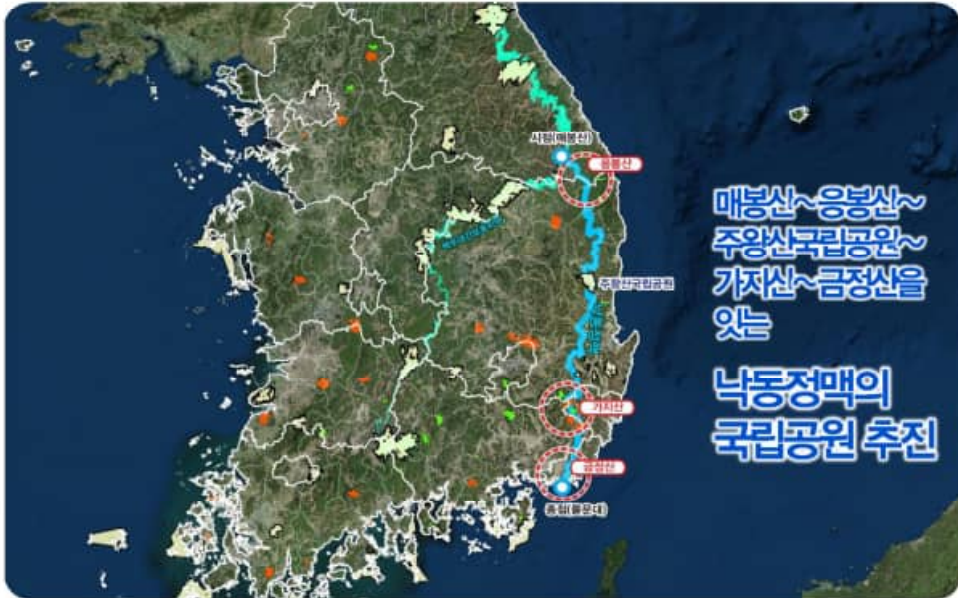 시점(매봉산)
응봉산
주왕산국립공원
가지산
금정산
종점(몰운대)
매봉산~응봉산~
주왕산국립공원~
가지산~금정산을
잇는
낙동정맥의
국립공원 추진